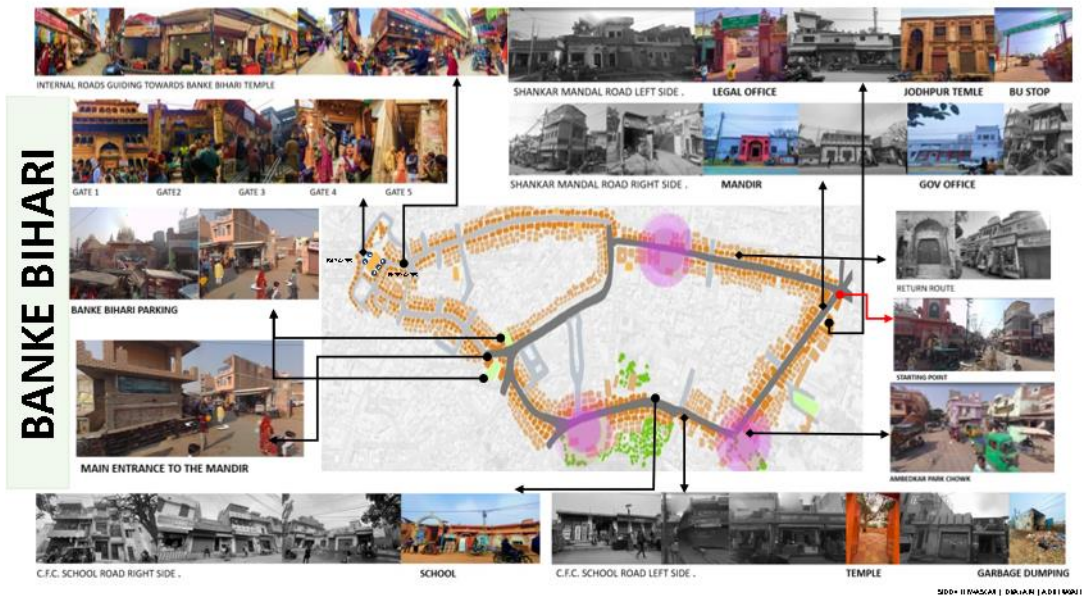 INTERNAL ROADS GUIDING TOWARDS BANKE BIHARI TEMPLE
SHANKAR MANDAL ROAD LEFT SIDE .
LEGAL OFFICE
JODHPUR TEMLE
BU STOP
BANKE BIHARI
GATE 1
GATE2
GATE 3
GATE 4
GATE 5
SHANKAR MANDAL ROAD RIGHT SIDE .
MANDIR
GOV OFFICE
BANKE BIHARI PARKING
RETURN ROUTE
STARTING POINT
MAIN ENTRANCE TO THE MANDIR
AMBEDKAR PARK CHOWK
C.F.C. SCHOOL ROAD RIGHT SIDE .
SCHOOL
C.F.C. SCHOOL ROAD LEFT SIDE .
TEMPLE
GARBAGE DUMPING